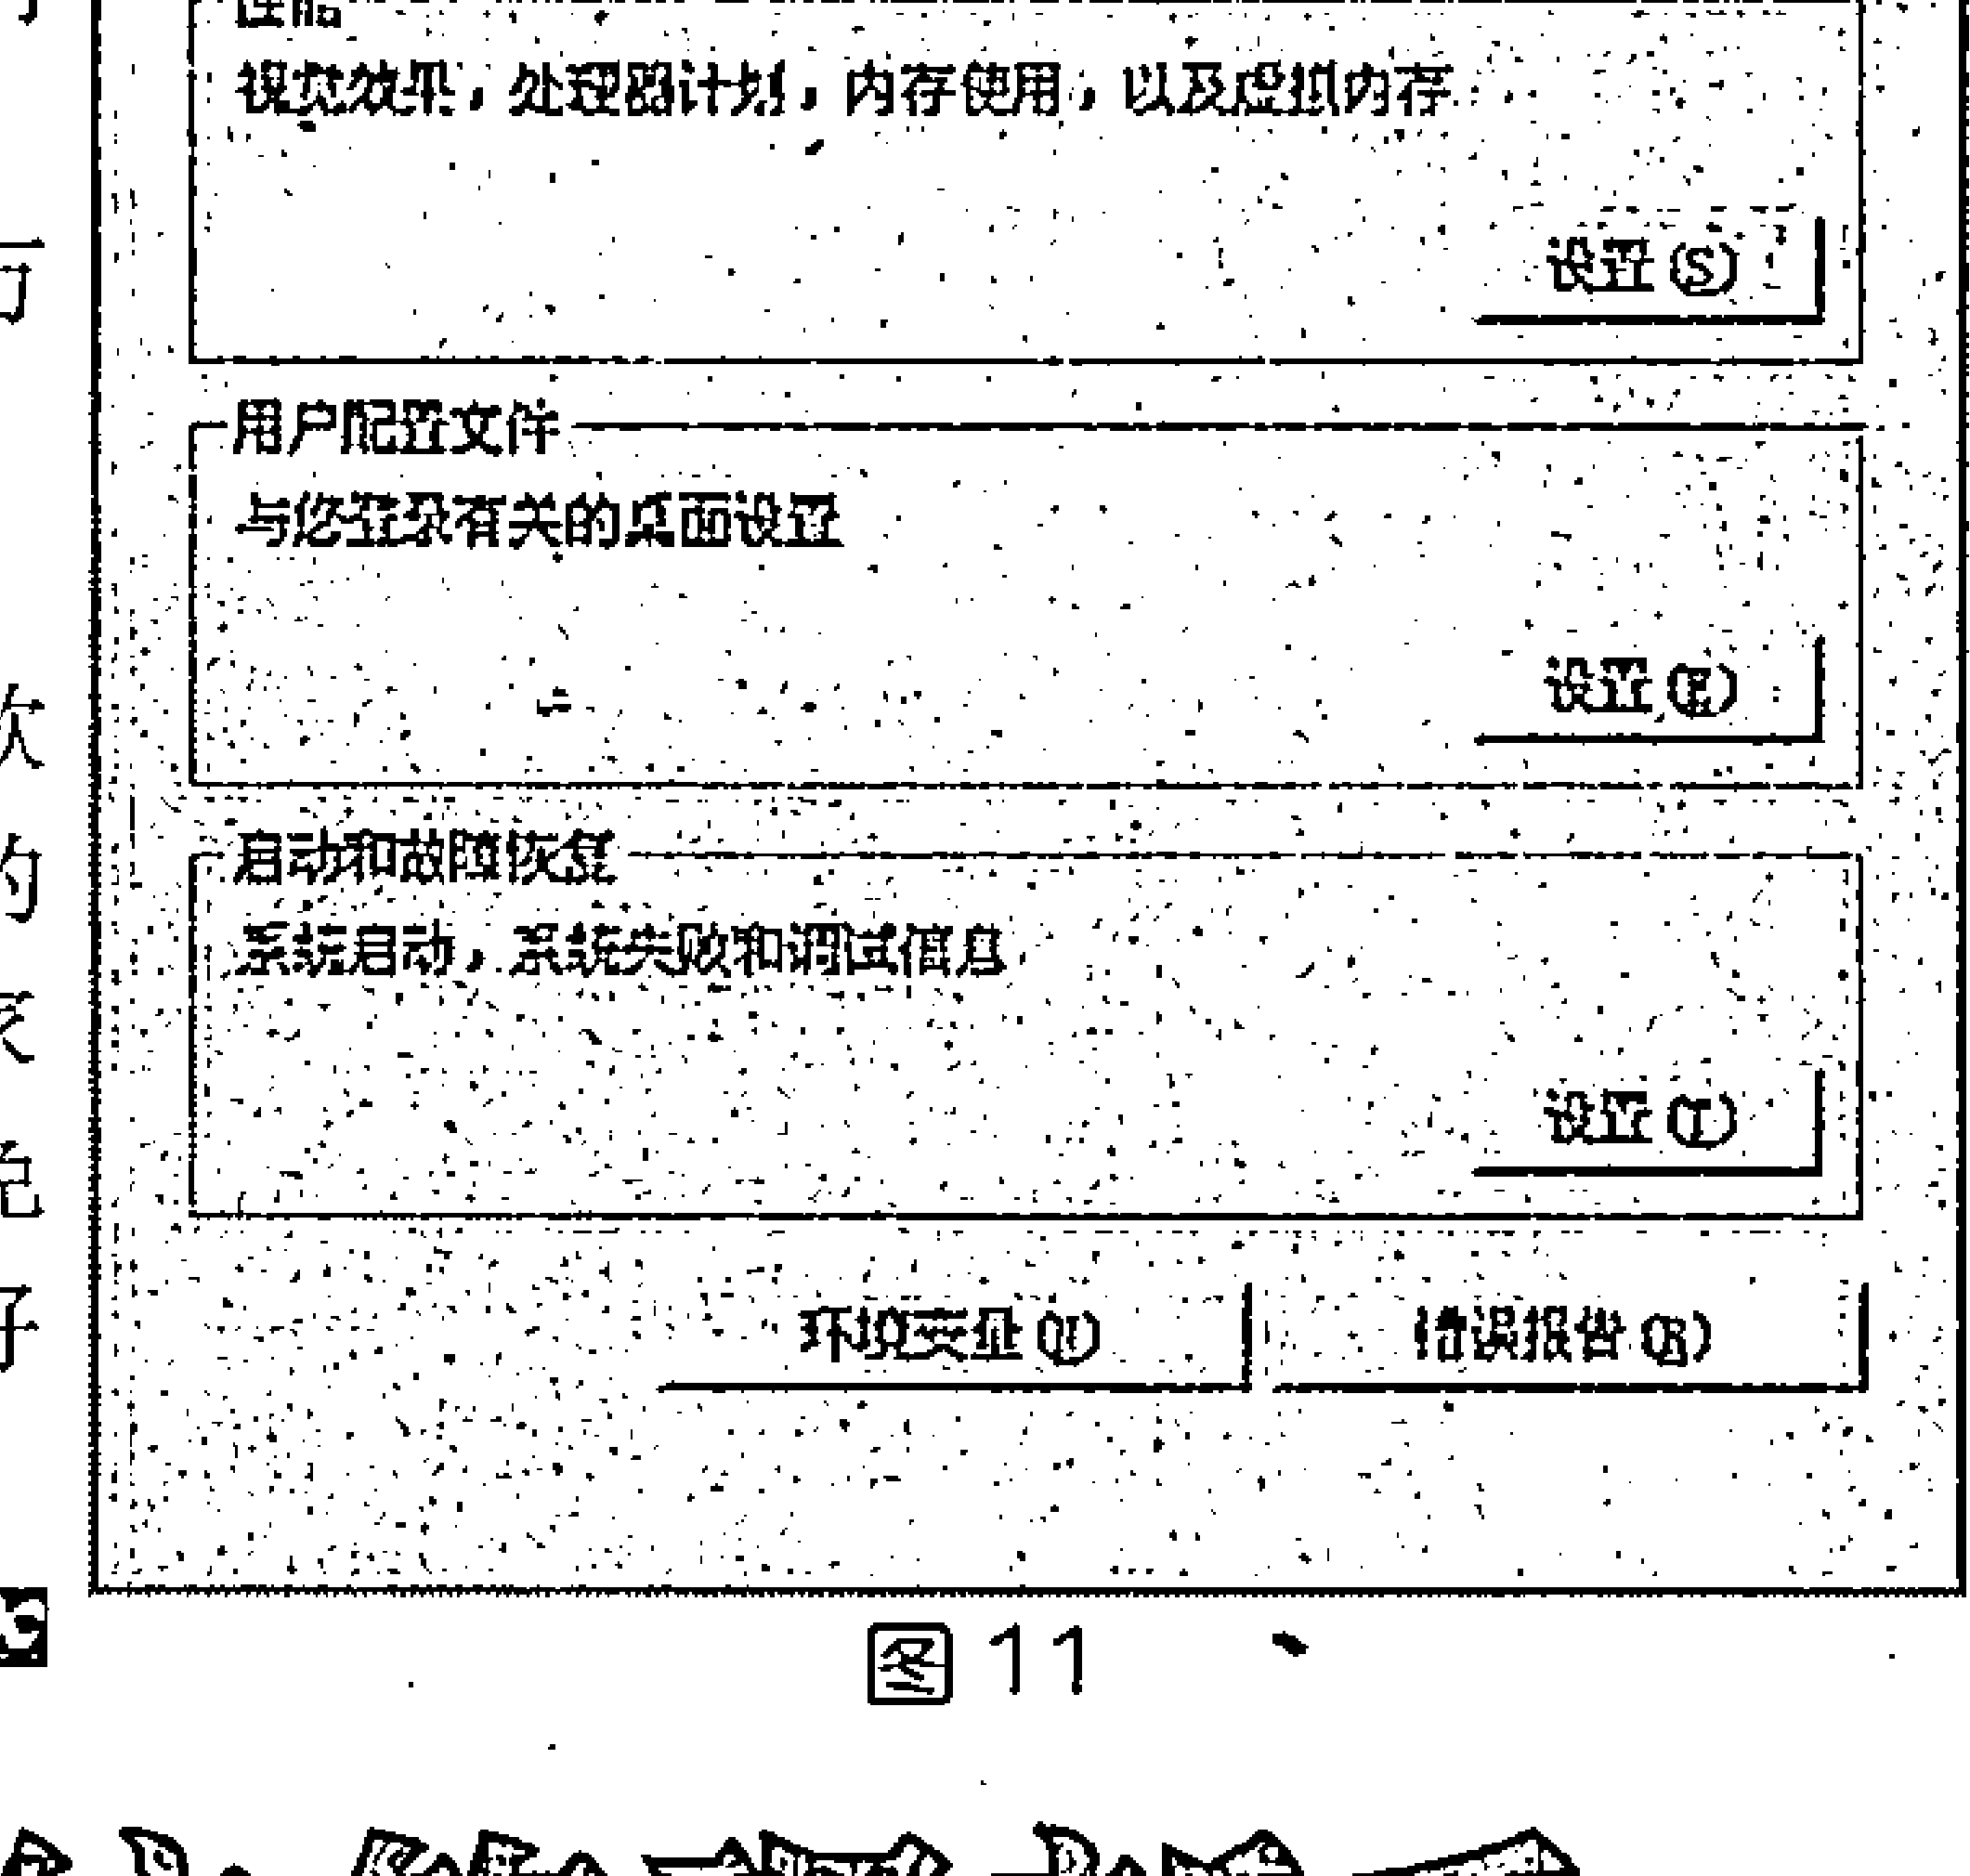 性能
视觉效果，处理器计划，内存使用，以及虚拟内存
设置(S)
用户配置文件
与您登录有关的桌面设置
设置(E)
启动和故障恢复
系统启动，系统失败和调试信息
设置(T)
环境变量(N)
错误报告(R)
图 11